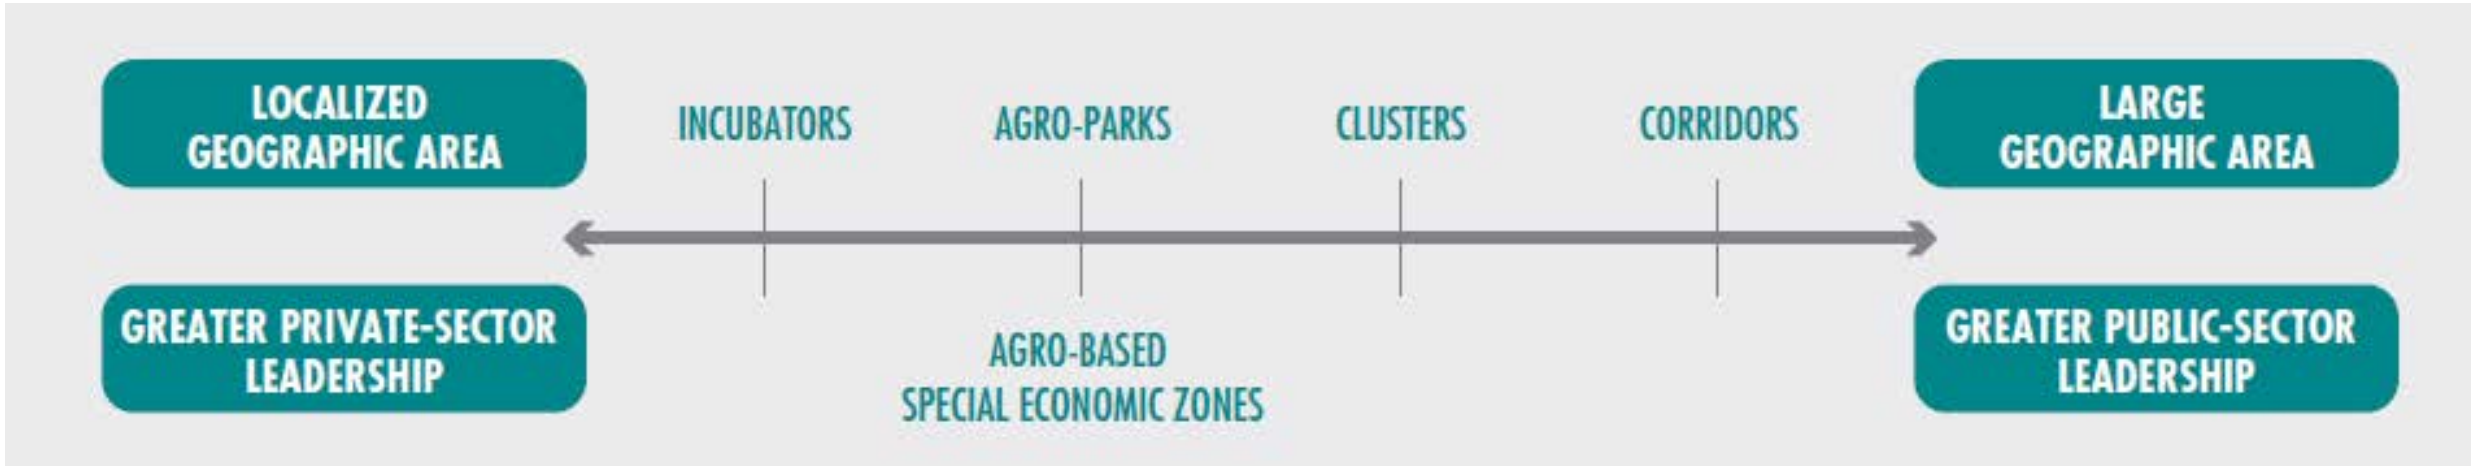 LOCALIZED
GEOGRAPHIC AREA
INCUBATORS
AGRO-PARKS
CLUSTERS
CORRIDORS
LARGE
GEOGRAPHIC AREA
GREATER PRIVATE-SECTOR
LEADERSHIP
AGRO-BASED
SPECIAL ECONOMIC ZONES
GREATER PUBLIC-SECTOR
LEADERSHIP